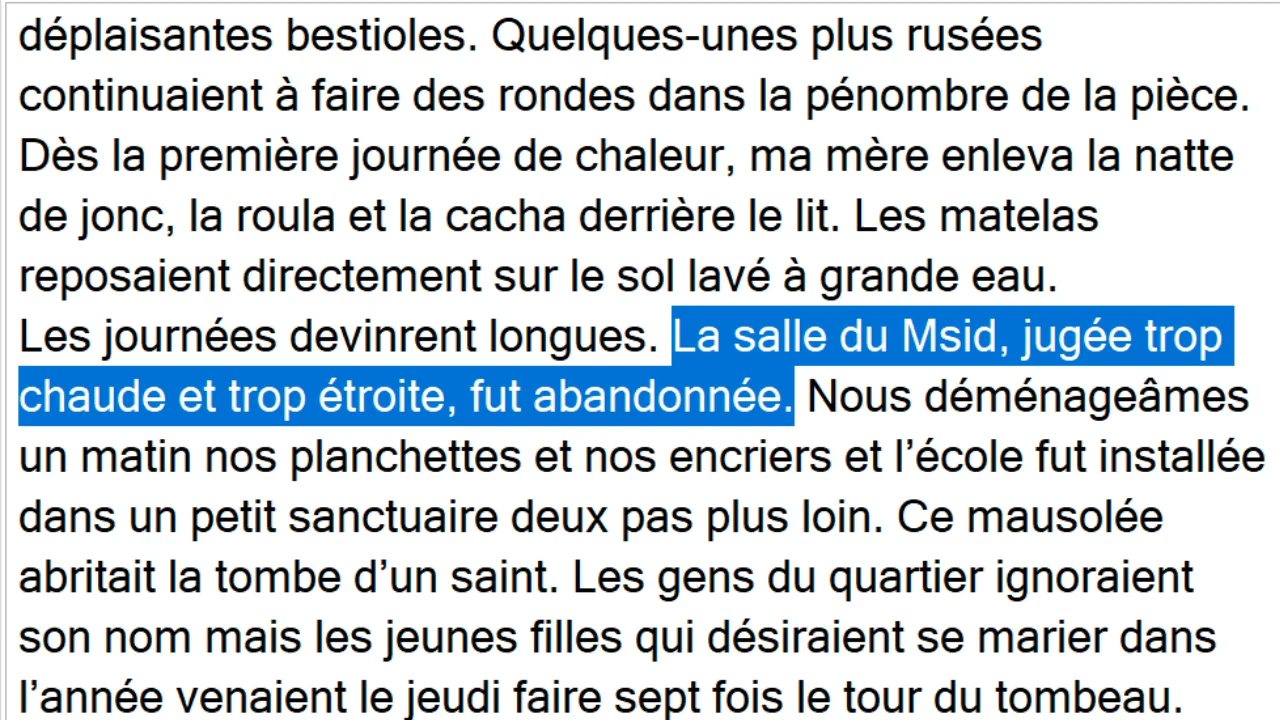 déplaisantes bestioles. Quelques-unes plus rusées
continuaient à faire des rondes dans la pénombre de la pièce.
Dès la première journée de chaleur, ma mère enleva la natte
de jonc, la roula et la cacha derrière le lit. Les matelas
reposaient directement sur le sol lavé à grande eau.
Les journées devinrent longues. La salle du Msid, jugée trop
chaude et trop étroite, fut abandonnée. Nous déménageâmes
un matin nos planchettes et nos encriers et l’école fut installée
dans un petit sanctuaire deux pas plus loin. Ce mausolée
abritait la tombe d’un saint. Les gens du quartier ignoraient
son nom mais les jeunes filles qui désiraient se marier dans
l’année venaient le jeudi faire sept fois le tour du tombeau.